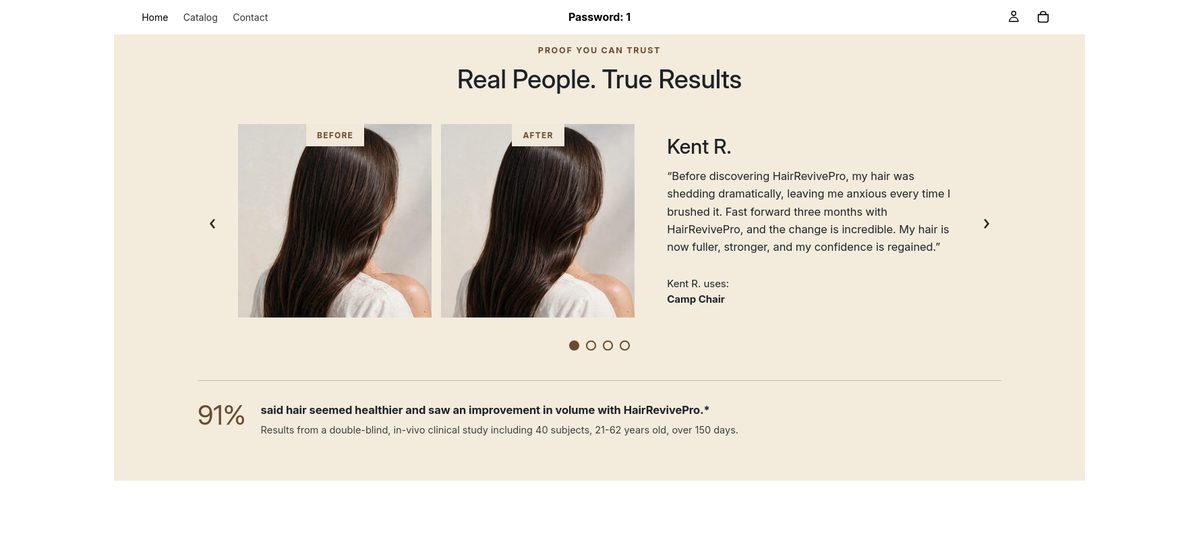 Home Catalog Contact Password: 1
PROOF YOU CAN TRUST
Real People. True Results
BEFORE
AFTER
Kent R.
“Before discovering HairRevivePro, my hair was
shedding dramatically, leaving me anxious every time I
brushed it. Fast forward three months with
HairRevivePro, and the change is incredible. My hair is
now fuller, stronger, and my confidence is regained.”
Kent R. uses:
Camp Chair
91%
said hair seemed healthier and saw an improvement in volume with HairRevivePro.*
Results from a double-blind, in-vivo clinical study including 40 subjects, 21-62 years old, over 150 days.